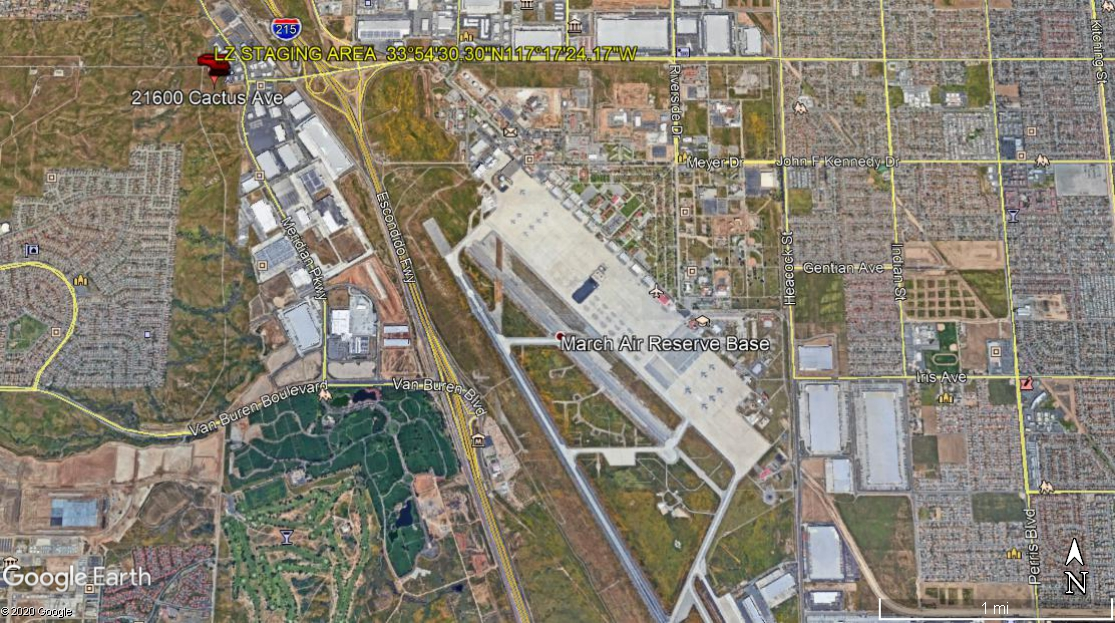 215
LZ STAGING AREA 33°54'30.30"N117°17'24.17"W
21600 Cactus Ave
Kitching St
Riverside Dr
Meyer Dr
John F Kennedy Dr
Escondido Fwy
Meridian Pkwy
Heacock St
Indian St
Gentian Ave
March Air Reserve Base
Iris Ave
Van Buren Boulevard
Van Buren Blvd
Perris Blvd
Google Earth
N
© 2020 Google
1 mi